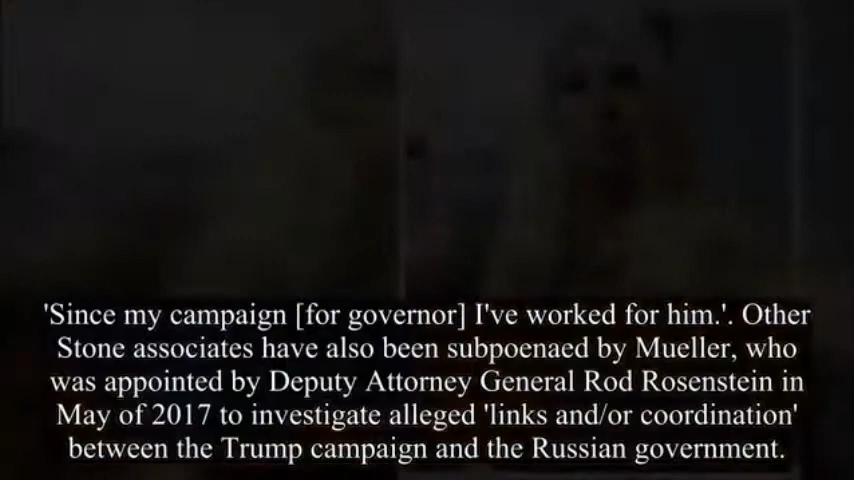 'Since my campaign [for governor] I've worked for him.'. Other
Stone associates have also been subpoenaed by Mueller, who
was appointed by Deputy Attorney General Rod Rosenstein in
May of 2017 to investigate alleged 'links and/or coordination'
between the Trump campaign and the Russian government.